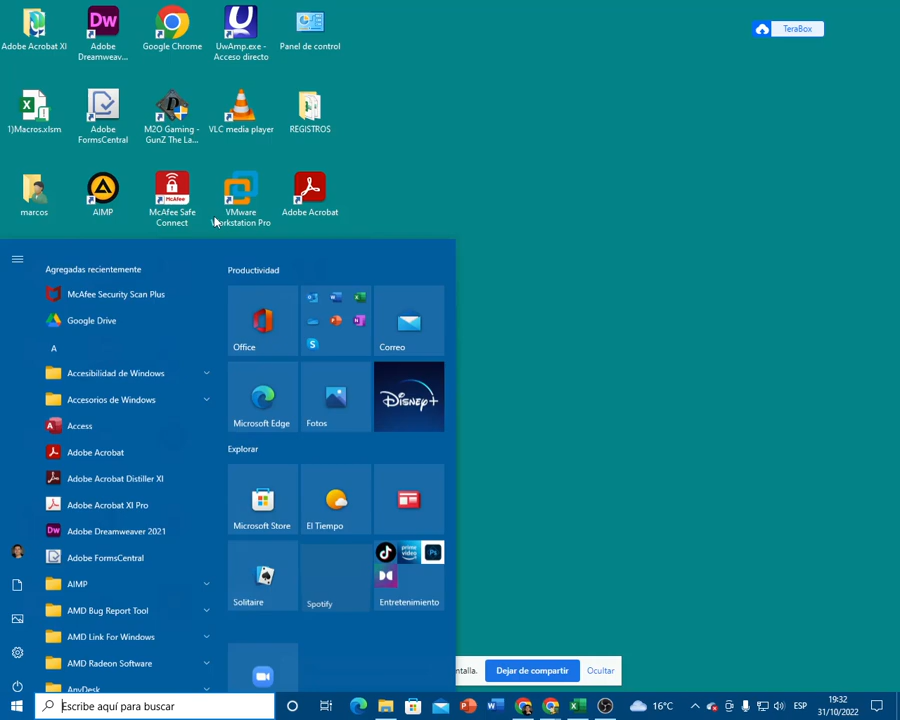 Adobe Acrobat XI
Adobe
Dreamweav...
Google Chrome
UwAmp.exe -
Acceso directo
Panel de control
TeraBox
1)Macros.xlsm
Adobe
FormsCentral
M2O Gaming -
GunZ The La...
VLC media player
REGISTROS
marcos
AIMP
McAfee Safe
Connect
VMware
Workstation Pro
Adobe Acrobat
Agregadas recientemente
McAfee Security Scan Plus
Google Drive
A
Accesibilidad de Windows
Accesorios de Windows
Access
Adobe Acrobat
Adobe Acrobat Distiller XI
Adobe Acrobat XI Pro
Adobe Dreamweaver 2021
Adobe FormsCentral
AIMP
AMD Bug Report Tool
AMD Link For Windows
AMD Radeon Software
AnyDesk
Productividad
Office
Correo
Microsoft Edge
Fotos
Disney+
Explorar
Microsoft Store
El Tiempo
Solitaire
Spotify
prime video
Ps
Entretenimiento
ntalla.
Dejar de compartir
Ocultar
Escribe aquí para buscar
16°C
ESP
19:32
31/10/2022